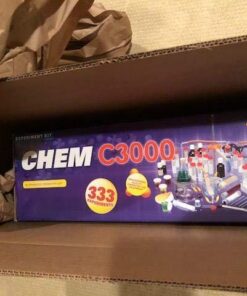 EXPERIMENT KIT
CHEM C3000
333
EXPERIMENTS